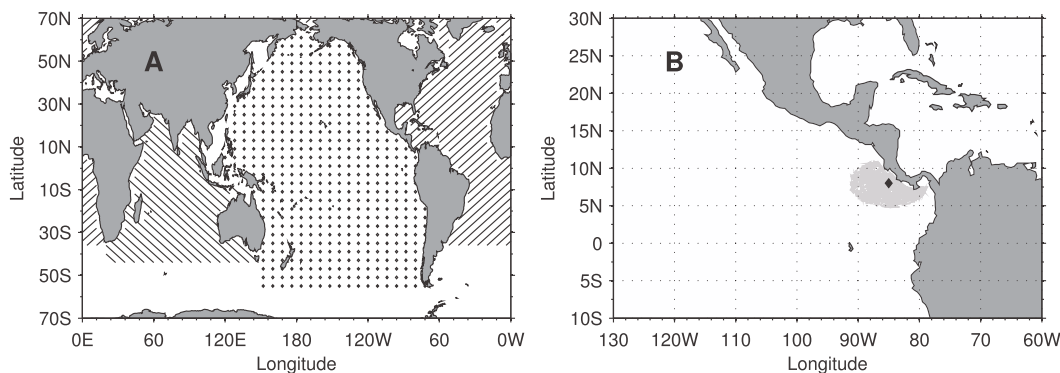 A
70N
50N
30N
10N
10S
30S
50S
70S
Latitude
0E 60 120E 180 120W 60 0W
Longitude
B
30N
25N
20N
15N
10N
5N
0
5S
10S
Latitude
130 120W 110 100 90W 80 70 60W
Longitude